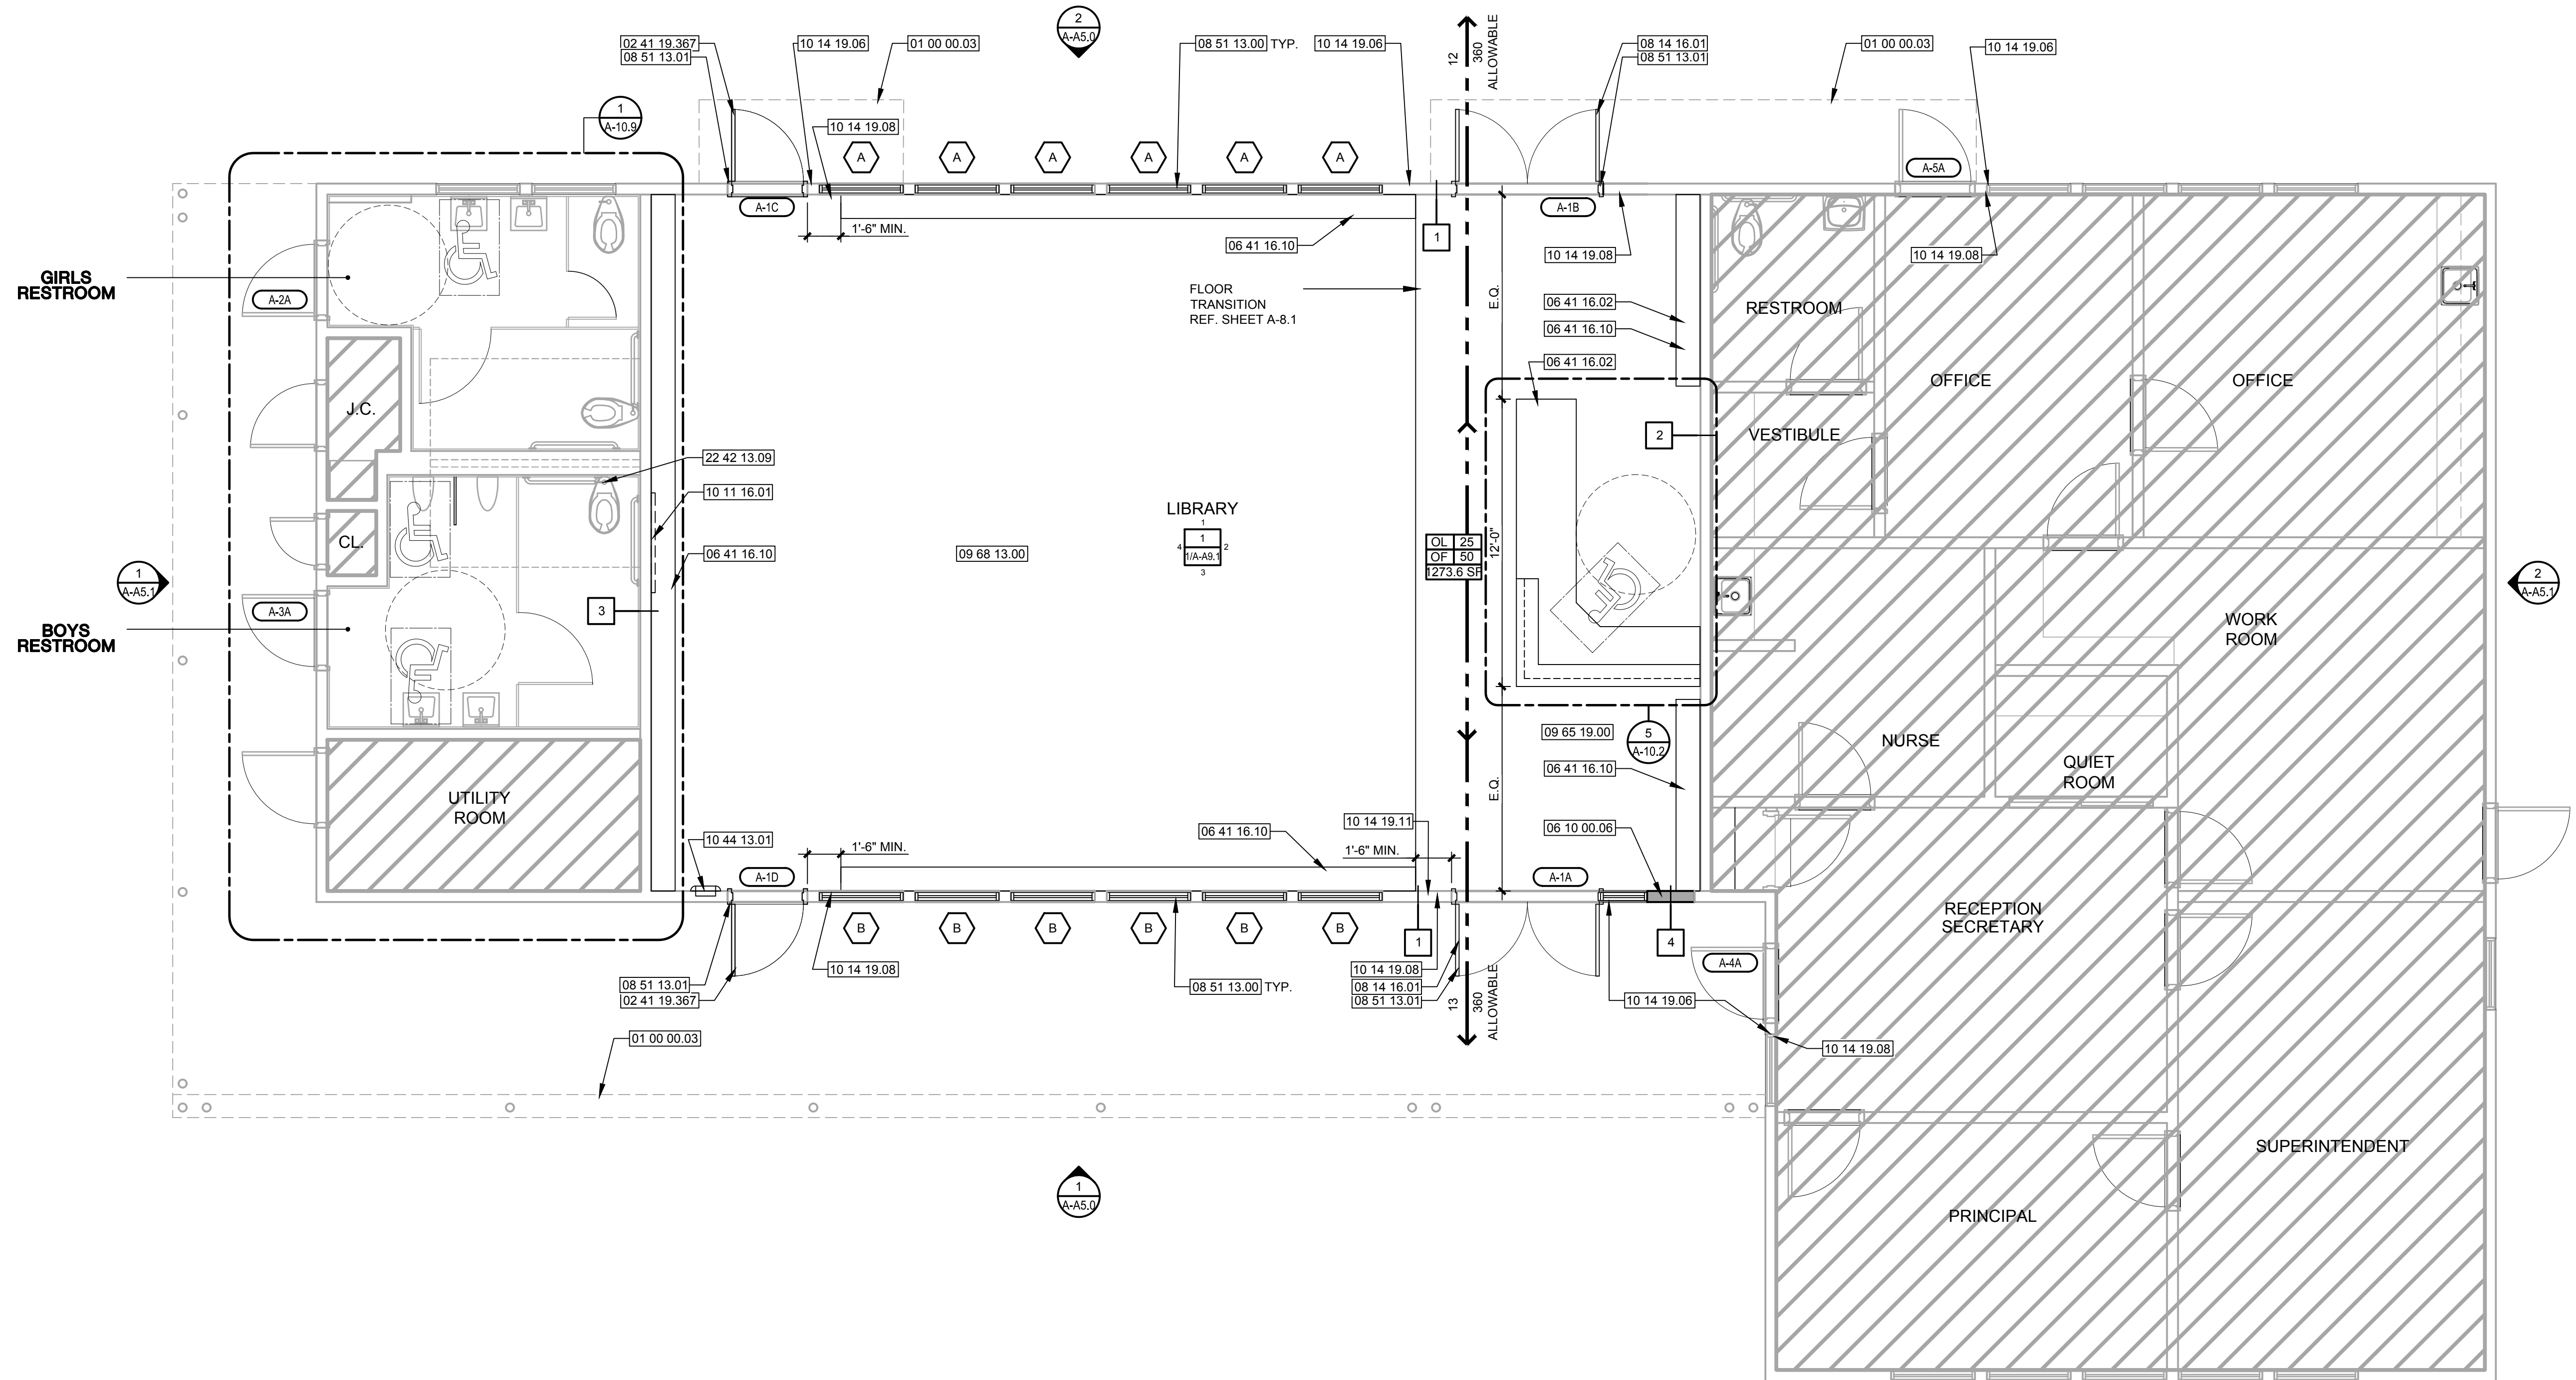 2
A-A5.0
02 41 19.367
08 51 13.01
10 14 19.06
01 00 00.03
08 51 13.00 TYP.
10 14 19.06
12
360
ALLOWABLE
08 14 16.01
08 51 13.01
01 00 00.03
10 14 19.06
1
A-10.9
10 14 19.08
A
A
A
A
A
A
A-5A
A-1C
A-1B
1'-6" MIN.
06 41 16.10
1
10 14 19.08
10 14 19.08
GIRLS
RESTROOM
A-2A
FLOOR
TRANSITION
REF. SHEET A-8.1
E.Q.
06 41 16.02
06 41 16.10
06 41 16.02
RESTROOM
OFFICE
OFFICE
J.C.
2
VESTIBULE
22 42 13.09
10 11 16.01
LIBRARY
1
1
4
2
1/A-A9.1
3
CL.
06 41 16.10
09 68 13.00
OL 25
OF 50
1273.6 SF
12'-0"
1
A-A5.1
2
A-A5.1
A-3A
3
BOYS
RESTROOM
WORK
ROOM
09 65 19.00
5
A-10.2
NURSE
06 41 16.10
QUIET
ROOM
E.Q.
UTILITY
ROOM
10 44 13.01
06 41 16.10
10 14 19.11
06 10 00.06
1'-6" MIN.
1'-6" MIN.
A-1D
A-1A
B
B
B
B
B
B
1
4
RECEPTION
SECRETARY
A-4A
10 14 19.08
10 14 19.08
08 51 13.01
02 41 19.367
08 51 13.00 TYP.
08 14 16.01
08 51 13.01
13
360
ALLOWABLE
10 14 19.06
01 00 00.03
10 14 19.08
SUPERINTENDENT
1
A-A5.0
PRINCIPAL